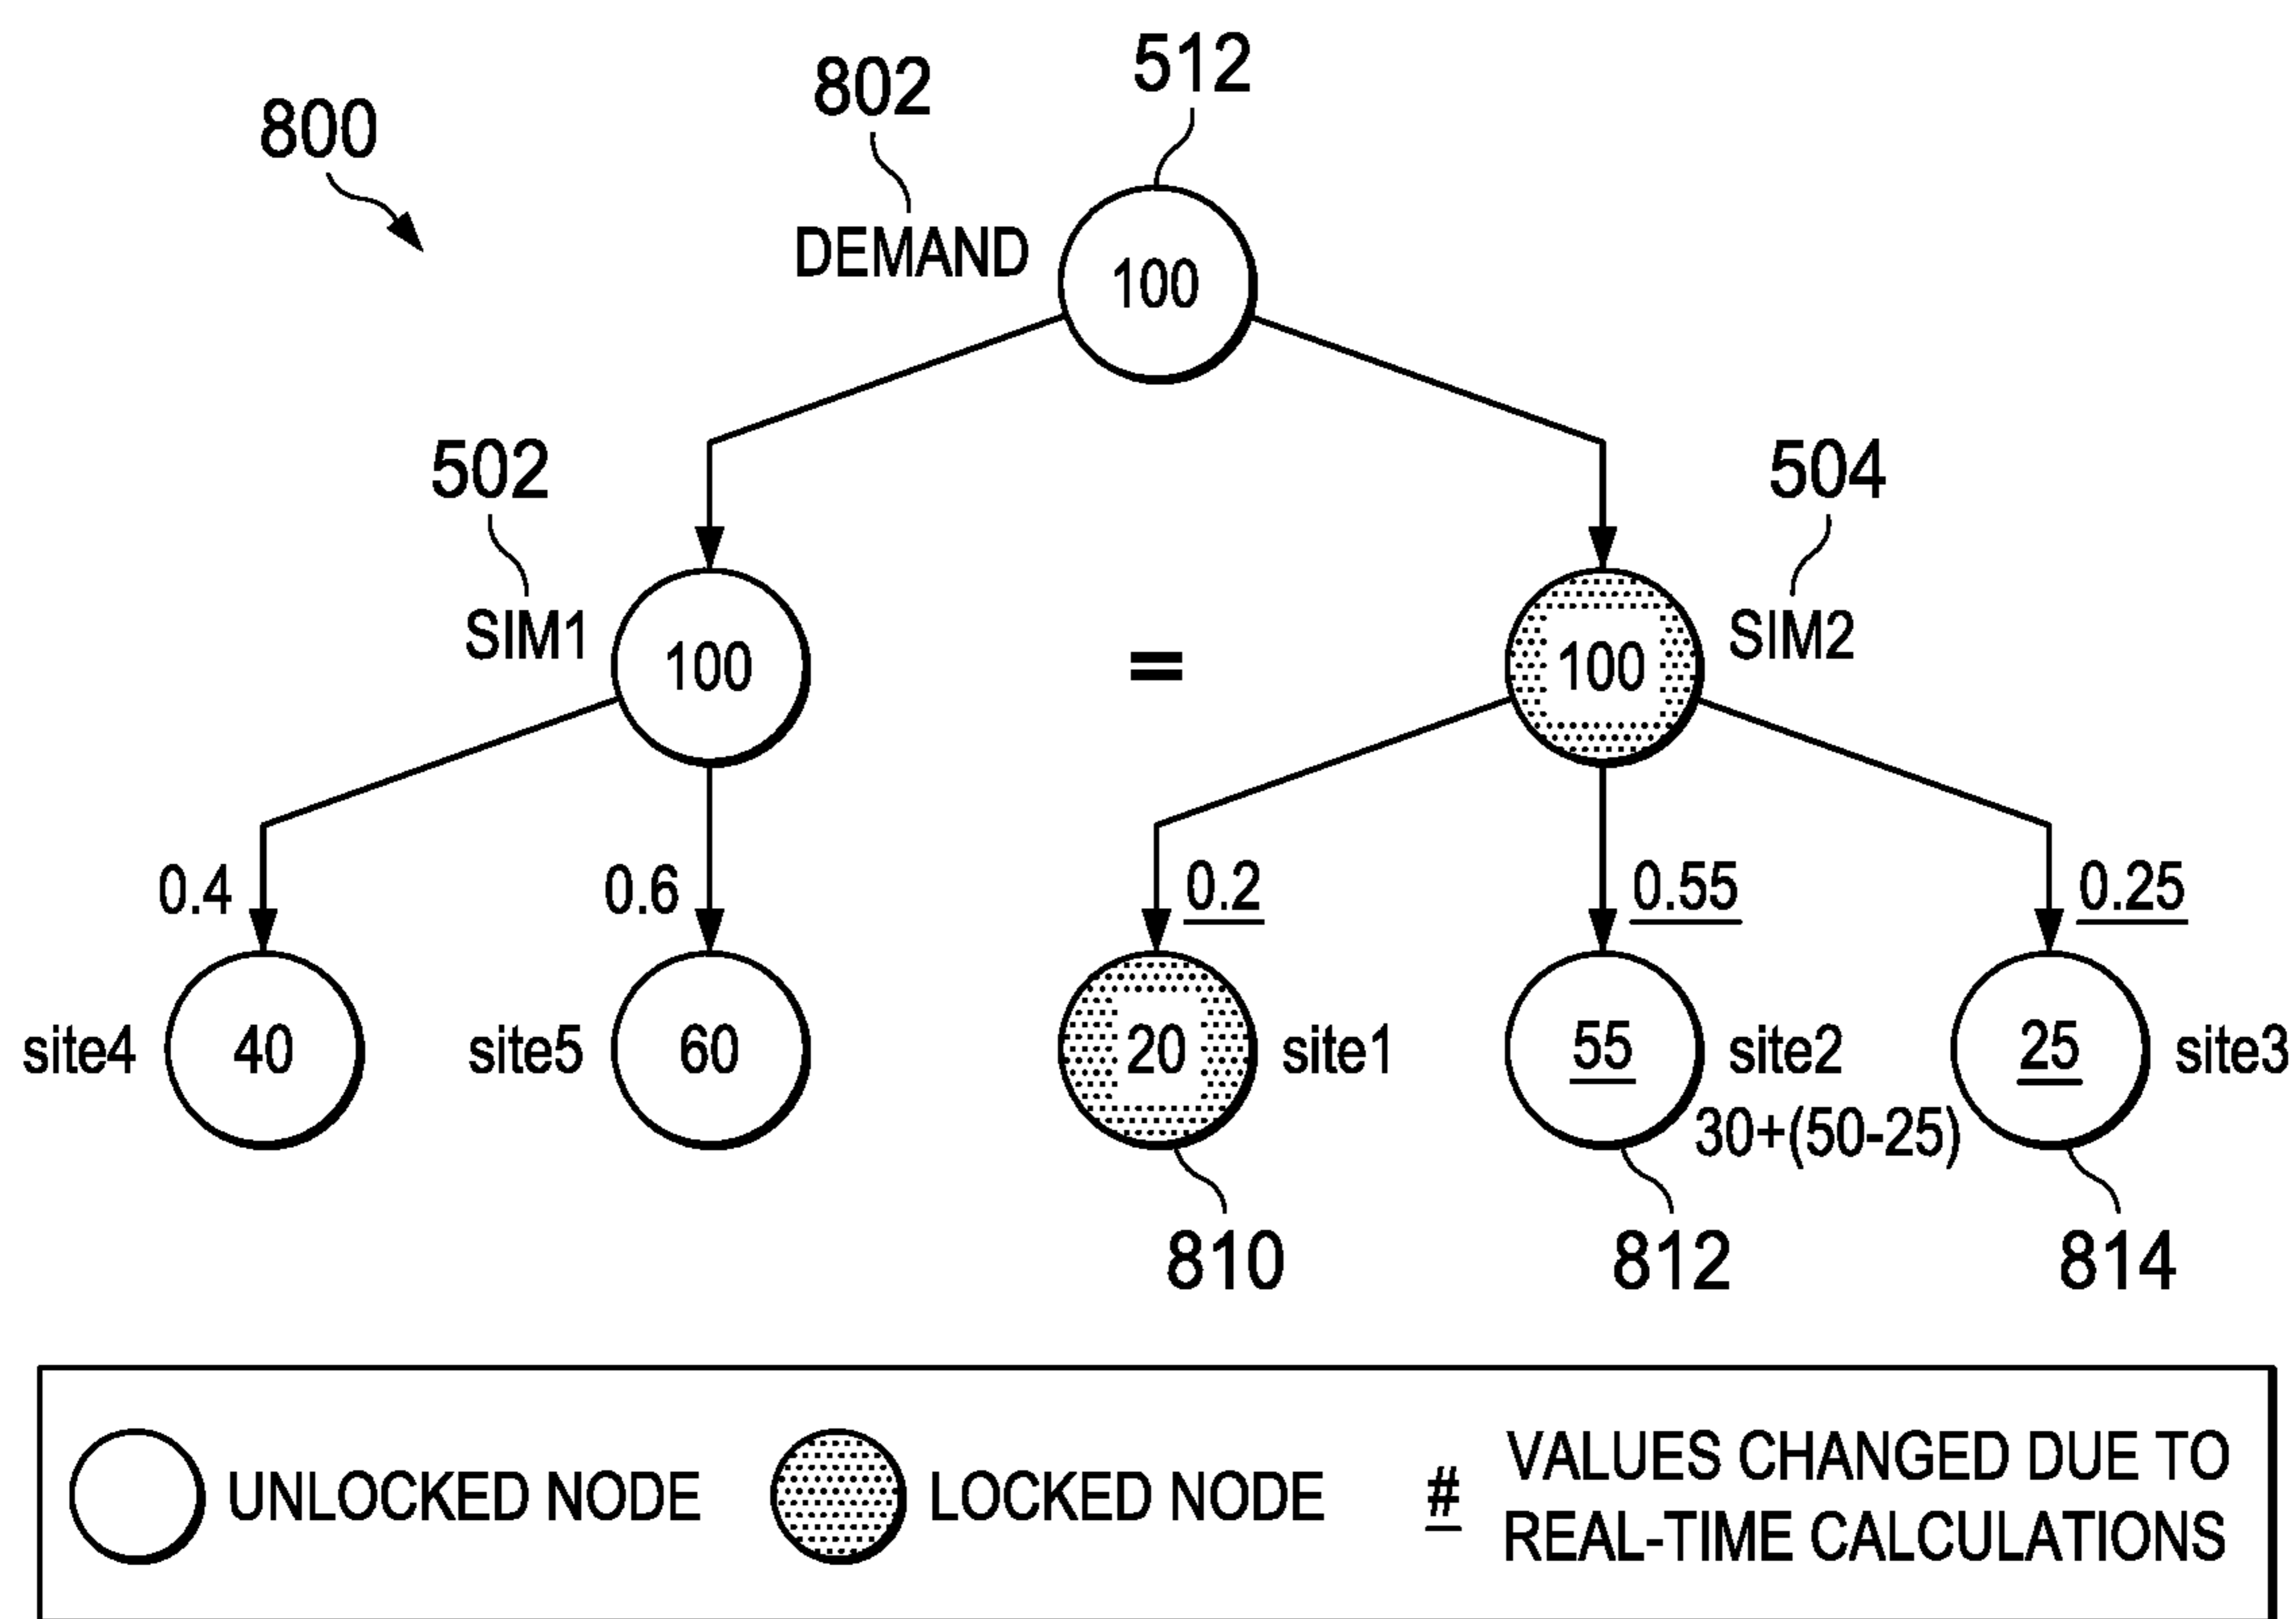 800
802
512
DEMAND
100
502
504
SIM1
100
=
100
SIM2
0.4
0.6
0.2
0.55
0.25
site4
40
site5
60
20
site1
55
site2
25
site3
30+(50-25)
810
812
814
UNLOCKED NODE
LOCKED NODE
#
VALUES CHANGED DUE TO
REAL-TIME CALCULATIONS